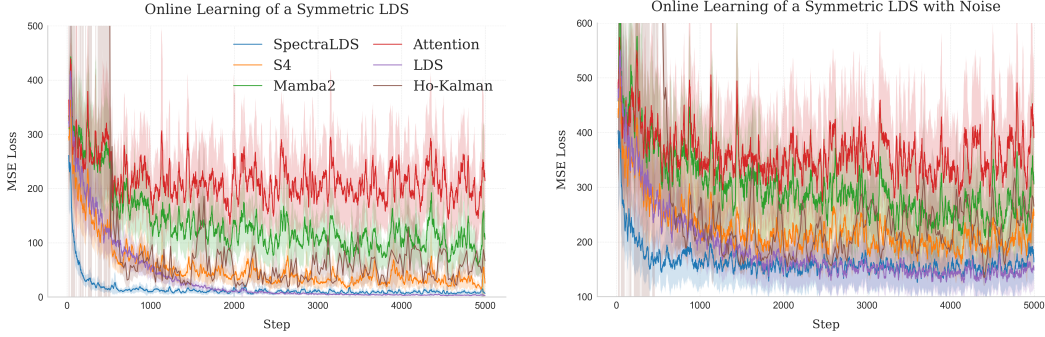 Online Learning of a Symmetric LDS
MSE Loss
500
400
300
200
100
0
SpectraLDS
S4
Mamba2
Attention
LDS
Ho-Kalman
0 1000 2000 3000 4000 5000
Step
Online Learning of a Symmetric LDS with Noise
MSE Loss
600
500
400
300
200
100
0 1000 2000 3000 4000 5000
Step